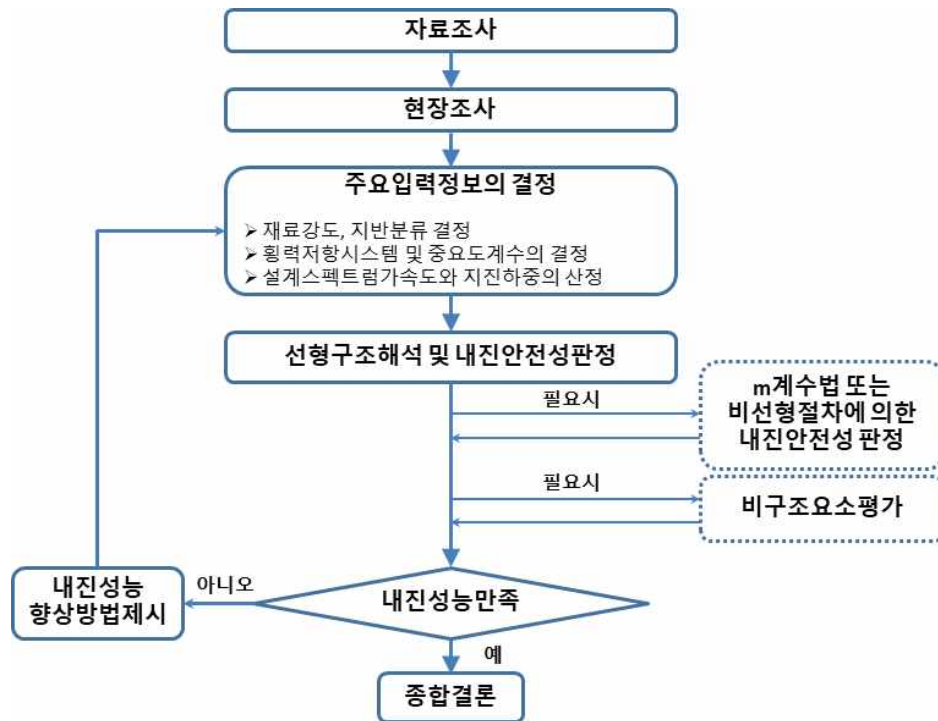 자료조사
현장조사
주요입력정보의 결정
➢ 재료강도, 지반분류 결정
➢ 횡력저항시스템 및 중요도계수의 결정
➢ 설계스펙트럼가속도와 지진하중의 산정
선형구조해석 및 내진안전성판정
필요시
m계수법 또는
비선형절차에 의한
내진안전성 판정
필요시
비구조요소평가
내진성능
향상방법제시
아니오
내진성능만족
예
종합결론